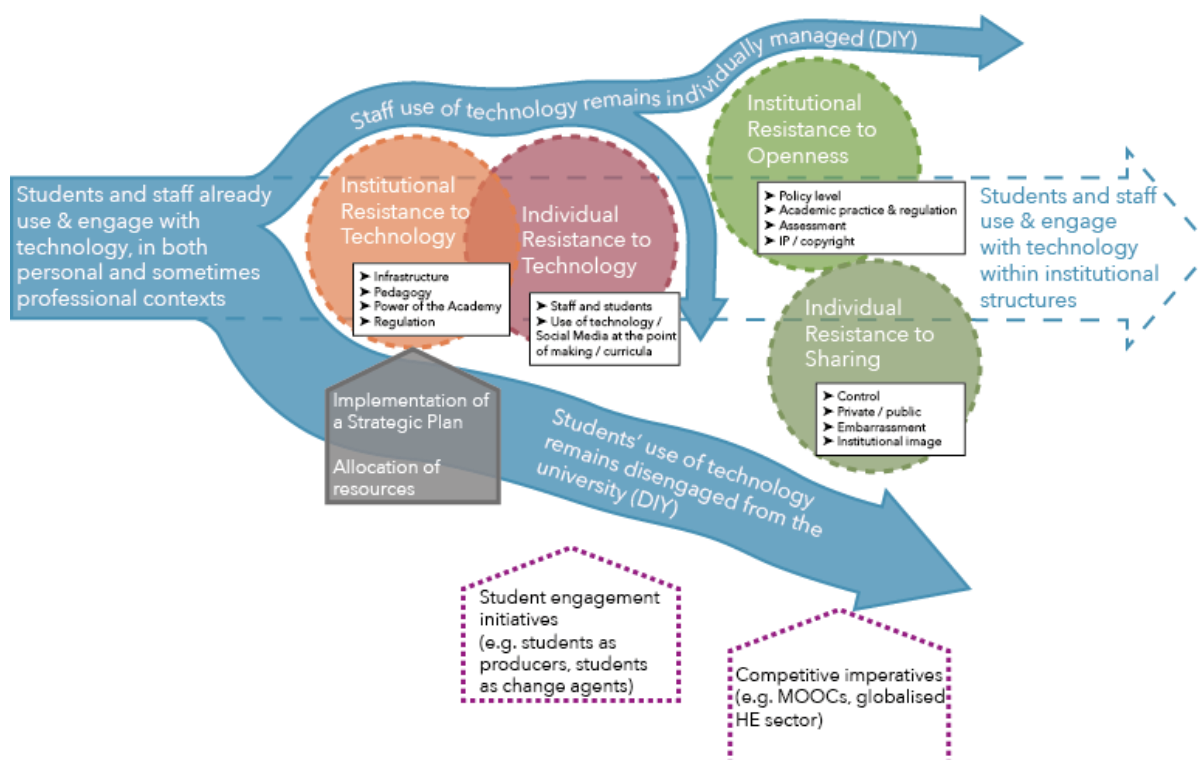 Staff use of technology remains individually managed (DIY)
Students and staff already
use & engage with
technology, in both
personal and sometimes
professional contexts
Institutional
Resistance to
Technology
➤ Infrastructure
➤ Pedagogy
➤ Power of the Academy
➤ Regulation
Individual
Resistance to
Technology
➤ Staff and students
➤ Use of technology /
Social Media at the point
of making / curricula
Institutional
Resistance to
Openness
➤ Policy level
➤ Academic practice & regulation
➤ Assessment
➤ IP / copyright
Individual
Resistance to
Sharing
➤ Control
➤ Private / public
➤ Embarrassment
➤ Institutional image
Students and staff
use & engage
with technology
within institutional
structures
Implementation of
a Strategic Plan
Allocation of
resources
Students' use of technology
remains disengaged from the
university (DIY)
Student engagement
initiatives
(e.g. students as
producers, students
as change agents)
Competitive imperatives
(e.g. MOOCs, globalised
HE sector)